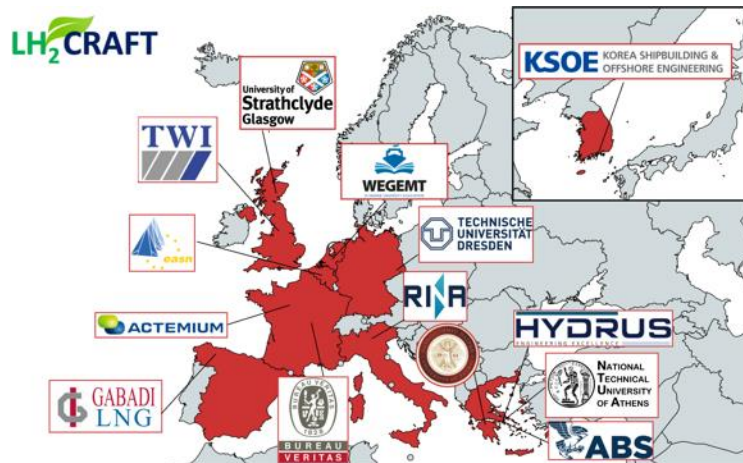 LH2CRAFT
KSOE KOREA SHIPBUILDING &
OFFSHORE ENGINEERING
University of
Strathclyde
Glasgow
TWI
WEGEMT
TECHNISCHE
UNIVERSITÄT
DRESDEN
easn
RINA
ACTEMIUM
HYDRUS
ENGINEERING EXCELLENCE
NATIONAL
TECHNICAL
UNIVERSITY
OF ATHENS
GABADI
LNG
BUREAU VERITAS
1828
BUREAU
VERITAS
ABS